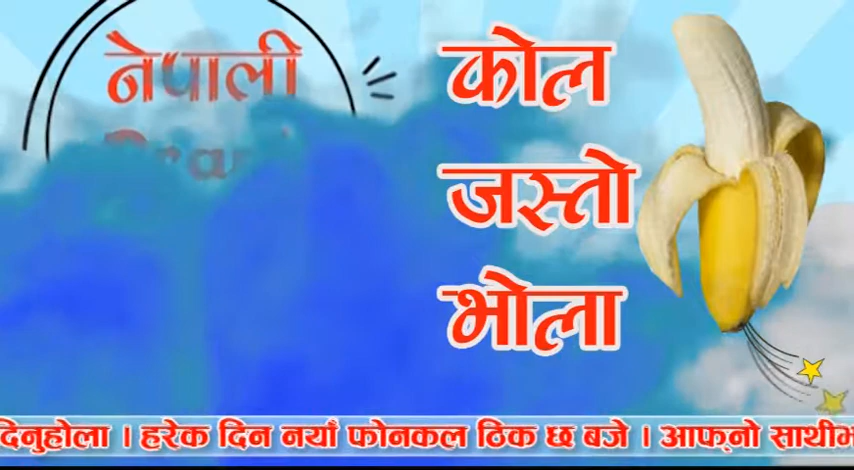 नेपाली
कोल
जस्तो
भोला
दिनुहोला । हरेक दिन नयाँ फोनकल ठिक छ बजे । आफ्नो